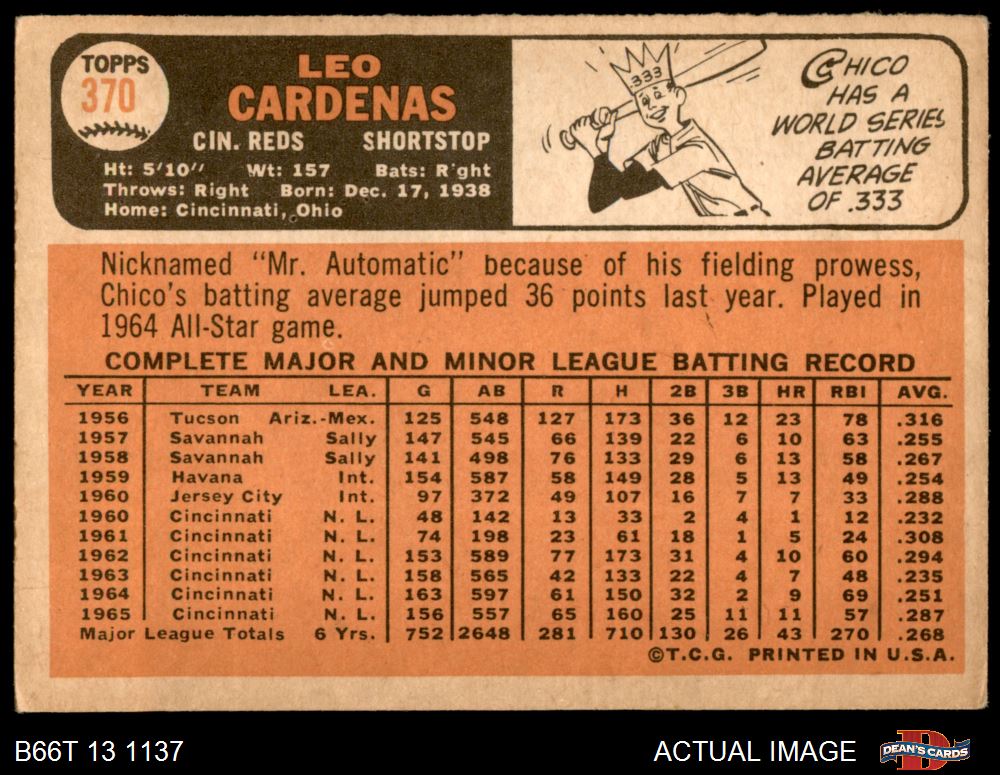 TOPPS
370
LEO
CARDENAS
CIN. REDS SHORTSTOP
Ht: 5'10" Wt: 157 Bats: R'ght
Throws: Right Born: Dec. 17, 1938
Home: Cincinnati, Ohio
.333
CHICO
HAS A
WORLD SERIES
BATTING
AVERAGE
OF .333
Nicknamed "Mr. Automatic" because of his fielding prowess,
Chico's batting average jumped 36 points last year. Played in
1964 All-Star game.
COMPLETE MAJOR AND MINOR LEAGUE BATTING RECORD
YEAR TEAM LEA. G AB R H 2B 3B HR RBI AVG.
1956 Tucson Ariz.-Mex. 125 548 127 173 36 12 23 78 .316
1957 Savannah Sally 147 545 66 139 22 6 10 63 .255
1958 Savannah Sally 141 498 76 133 29 6 13 58 .267
1959 Havana Int. 154 587 58 149 28 5 13 49 .254
1960 Jersey City Int. 97 372 49 107 16 7 7 33 .288
1960 Cincinnati N. L. 48 142 13 33 2 4 1 12 .232
1961 Cincinnati N. L. 74 198 23 61 18 1 5 24 .308
1962 Cincinnati N. L. 153 589 77 173 31 4 10 60 .294
1963 Cincinnati N. L. 158 565 42 133 22 4 7 48 .235
1964 Cincinnati N. L. 163 597 61 150 32 2 9 69 .251
1965 Cincinnati N. L. 156 557 65 160 25 11 11 57 .287
Major League Totals 6 Yrs. 752 2648 281 710 130 26 43 270 .268
©T.C.G. PRINTED IN U.S.A.
B66T 13 1137
ACTUAL IMAGE
DEAN'S CARDS